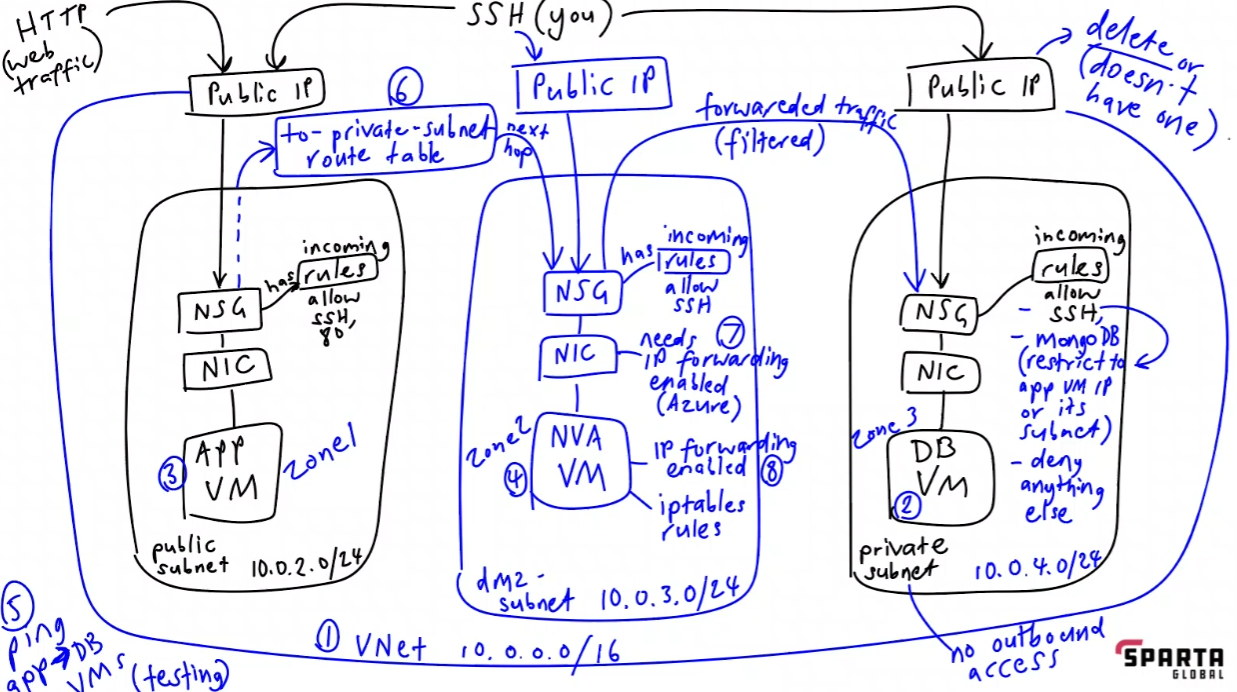 HTTP
(web
traffic)
SSH (you)
Public IP
6
to-private-subnet
route table
next
hop
Public IP
forwareded traffic
(filtered)
Public IP
delete or
(doesn't
have one)
NSG
has
incoming
rules
allow
SSH,
80
NIC
3
APP
VM
zone1
public
subnet 10.0.2.0/24
NSG
has
incoming
rules
allow
SSH
NIC
needs 7
IP forwarding
enabled
(Azure)
zone2
4
NVA
VM
IP forwarding
enabled 8
iptables
rules
dmz-
subnet 10.0.3.0/24
NSG
incoming
rules
allow
- SSH,
- mongoDB
(restrict to
app VM IP
or its
subnet)
- deny
anything
else
NIC
zone 3
DB
VM
2
private
subnet 10.0.4.0/24
no outbound
access
5
ping
app → DB
VMs (testing)
1 VNet 10.0.0.0/16
SPARTA
GLOBAL